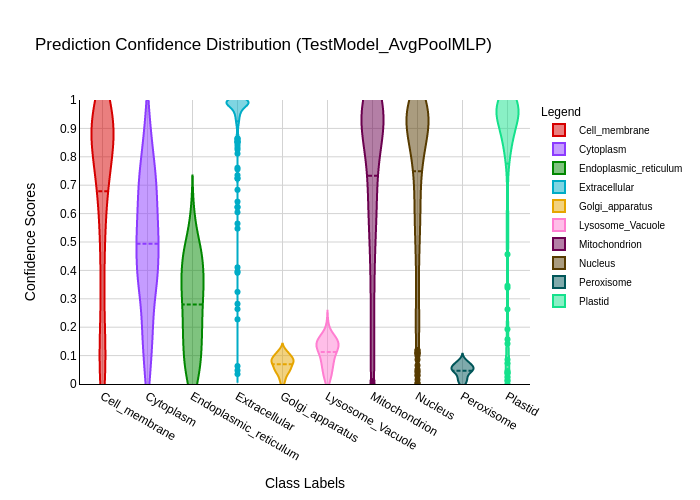 Prediction Confidence Distribution (TestModel_AvgPoolMLP)
Legend
Cell_membrane
Cytoplasm
Endoplasmic_reticulum
Extracellular
Golgi_apparatus
Lysosome_Vacuole
Mitochondrion
Nucleus
Peroxisome
Plastid
Confidence Scores
1
0.9
0.8
0.7
0.6
0.5
0.4
0.3
0.2
0.1
0
Cell_membrane
Cytoplasm
Endoplasmic_reticulum
Extracellular
Golgi_apparatus
Lysosome_Vacuole
Mitochondrion
Nucleus
Peroxisome
Plastid
Class Labels